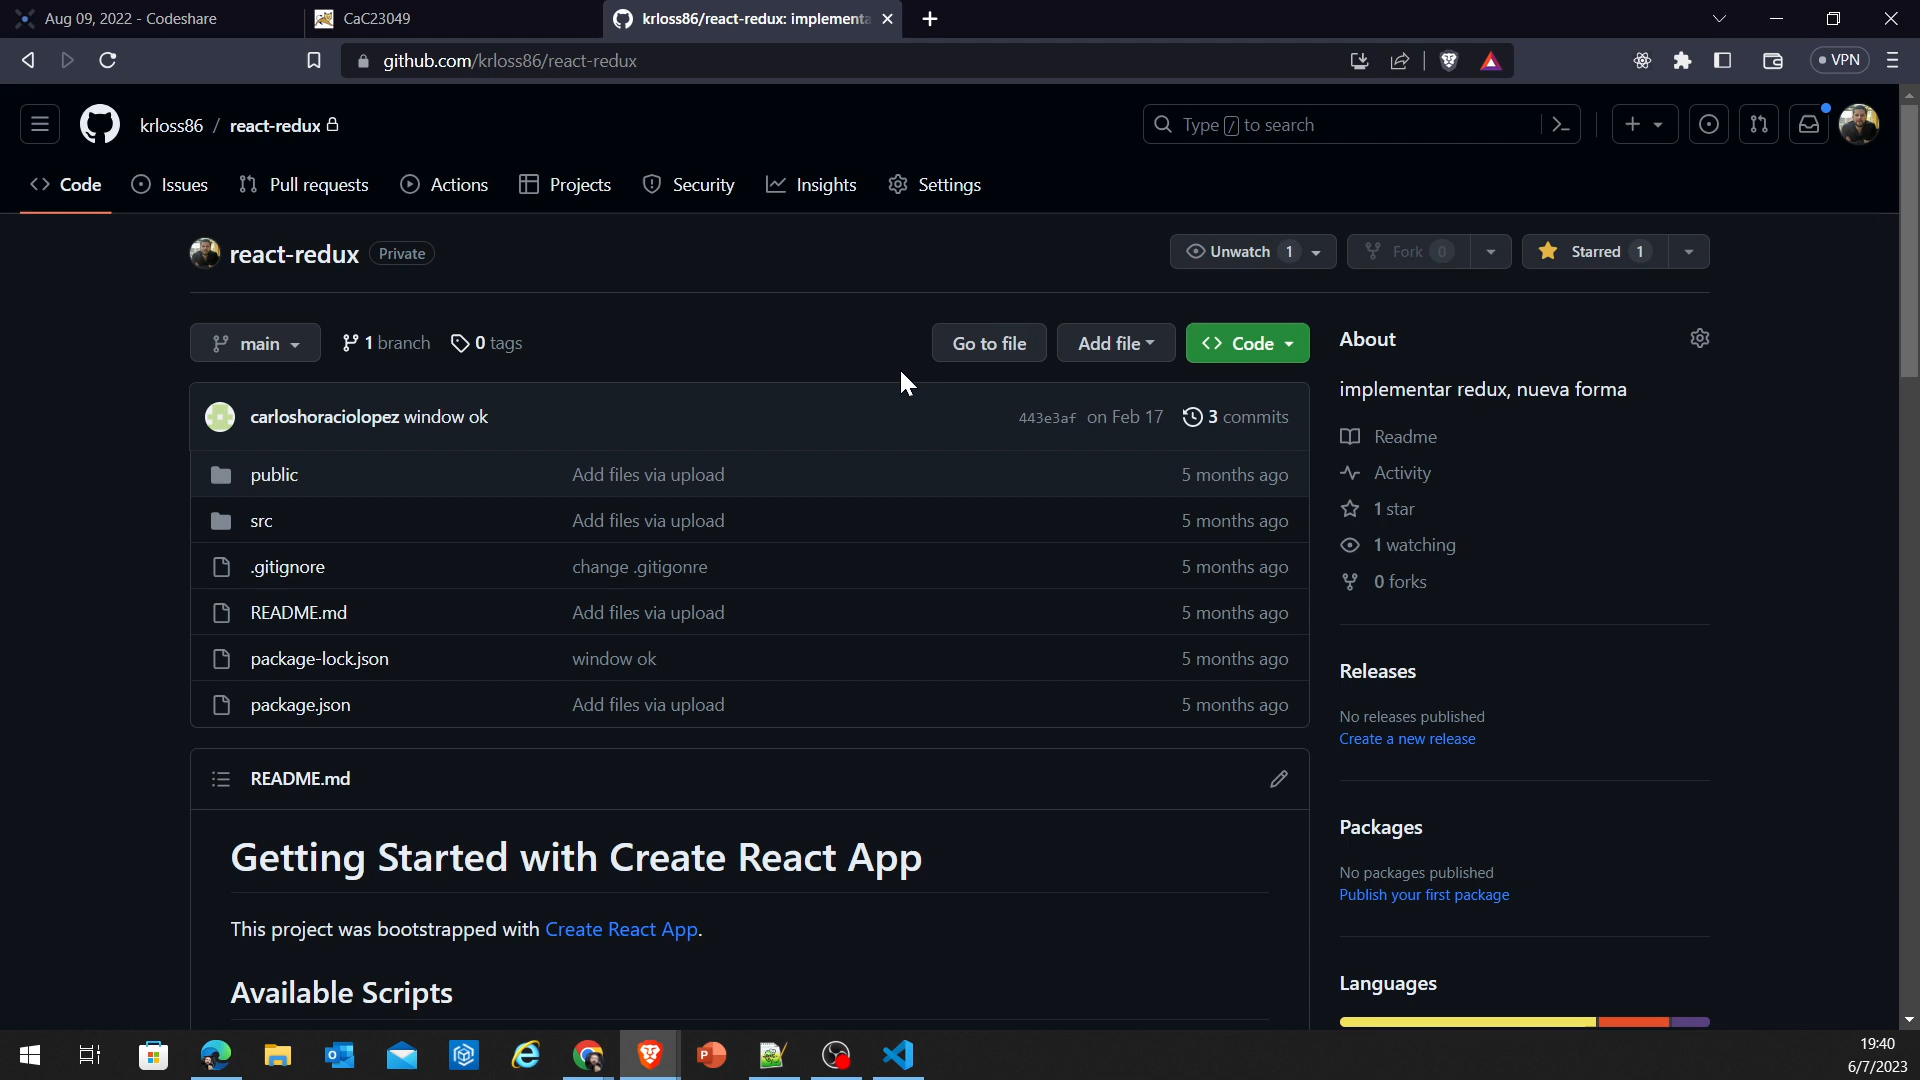 Aug 09, 2022 - Codeshare
CaC23049
krloss86/react-redux: implementa
github.com/krloss86/react-redux
VPN
krloss86 / react-redux
Type / to search
Code
Issues
Pull requests
Actions
Projects
Security
Insights
Settings
react-redux Private
Unwatch 1
Fork 0
Starred 1
main
1 branch
0 tags
Go to file
Add file
Code
carloshoraciolopez window ok
443e3af on Feb 17
3 commits
public Add files via upload 5 months ago
src Add files via upload 5 months ago
.gitignore change .gitigonre 5 months ago
README.md Add files via upload 5 months ago
package-lock.json window ok 5 months ago
package.json Add files via upload 5 months ago
README.md
Getting Started with Create React App
This project was bootstrapped with Create React App.
Available Scripts
About
implementar redux, nueva forma
Readme
Activity
1 star
1 watching
0 forks
Releases
No releases published
Create a new release
Packages
No packages published
Publish your first package
Languages
19:40
6/7/2023